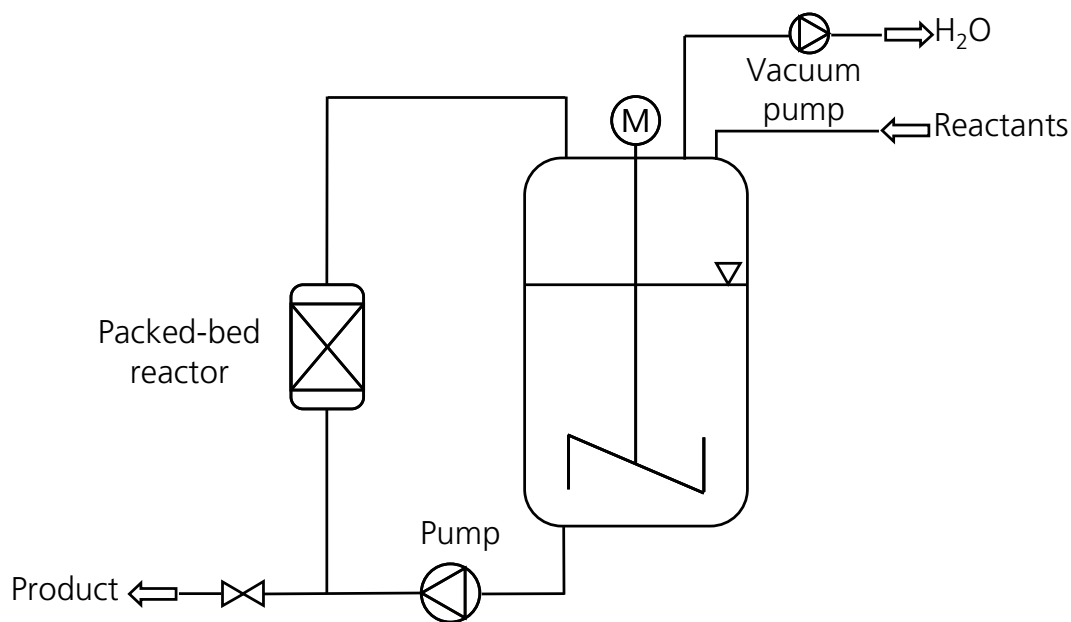 H₂O
Vacuum
pump
M
Reactants
Packed-bed
reactor
Pump
Product